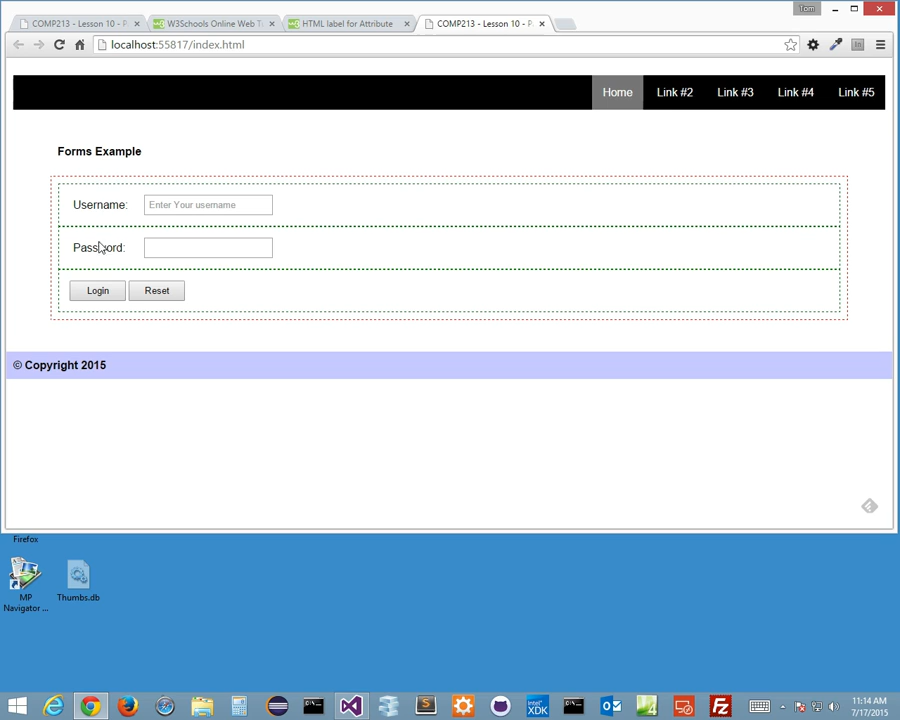 COMP213 - Lesson 10 - P
W3Schools Online Web T
HTML label for Attribute
COMP213 - Lesson 10 - P
Tom
localhost:55817/index.html
Home
Link #2
Link #3
Link #4
Link #5
Forms Example
Username:
Enter Your username
Password:
Login
Reset
© Copyright 2015
Firefox
MP
Navigator ...
Thumbs.db
Intel
XDK
11:14 AM
7/17/2015